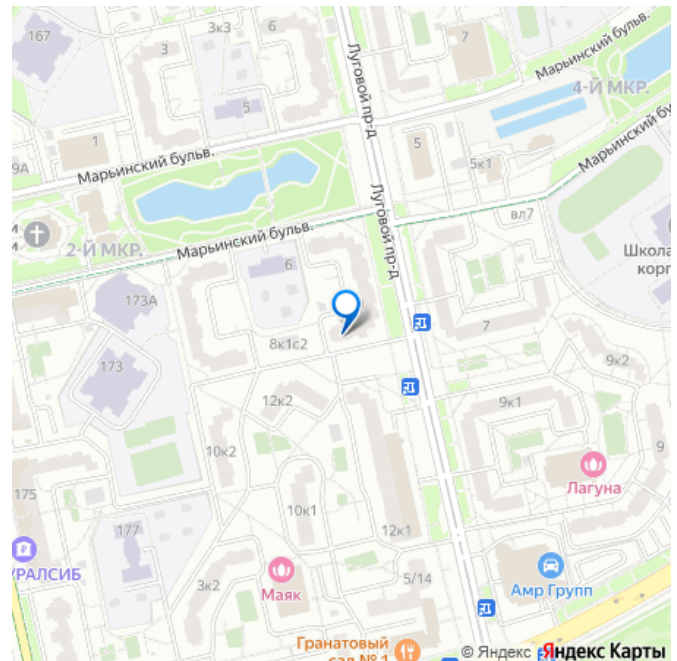 3к3
6
167
3
7
Марьинский бульв.
Луговой пр-д
4-Й МКР.
5
1
5
Марьинский бу
9А
Марьинский бульв.
5к1
Луговой пр-д
вл7
и
и
2-Й МКР.
Марьинский бульв.
Школа
корп
6
173А
7
8к1с2
173
9к2
12к2
9к1
10к2
9
Лагуна
175
10к1
177
12к1
УРАЛСИБ
3к2
Маяк
5/14
Амр Групп
Гранатовый
сад № 1
© Яндекс Яндекс Карты